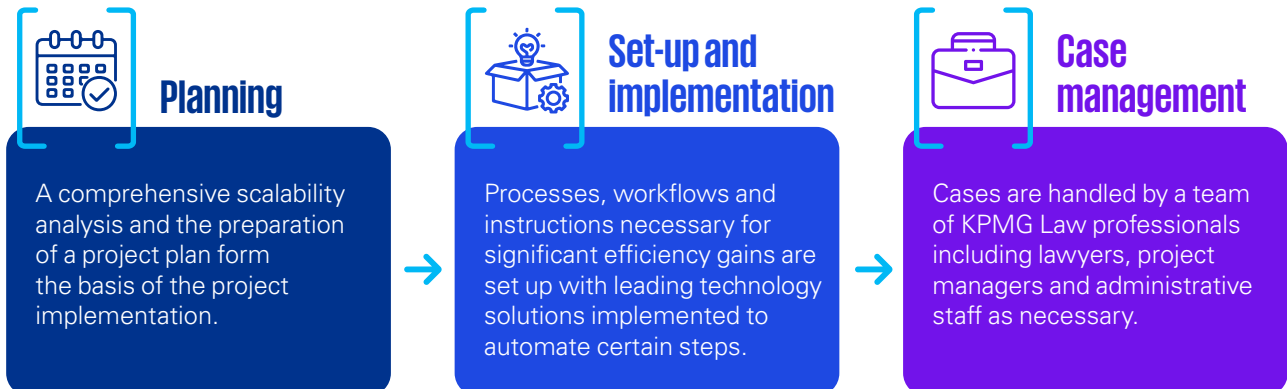 Planning
A comprehensive scalability
analysis and the preparation
of a project plan form
the basis of the project
implementation.
Set-up and
implementation
Processes, workflows and
instructions necessary for
significant efficiency gains are
set up with leading technology
solutions implemented to
automate certain steps.
Case
management
Cases are handled by a team
of KPMG Law professionals
including lawyers, project
managers and administrative
staff as necessary.